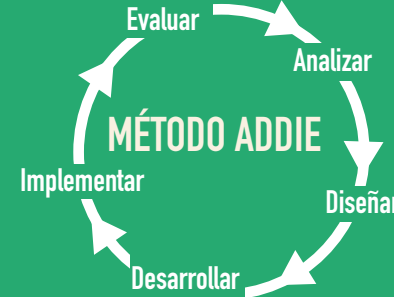 Evaluar
Analizar
MÉTODO ADDIE
Implementar
Diseñar
Desarrollar